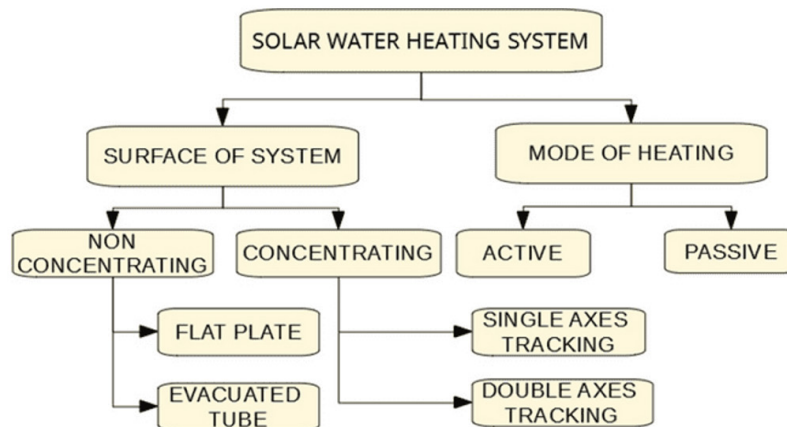 SOLAR WATER HEATING SYSTEM
SURFACE OF SYSTEM
MODE OF HEATING
NON
CONCENTRATING
CONCENTRATING
ACTIVE
PASSIVE
FLAT PLATE
SINGLE AXES
TRACKING
EVACUATED
TUBE
DOUBLE AXES
TRACKING